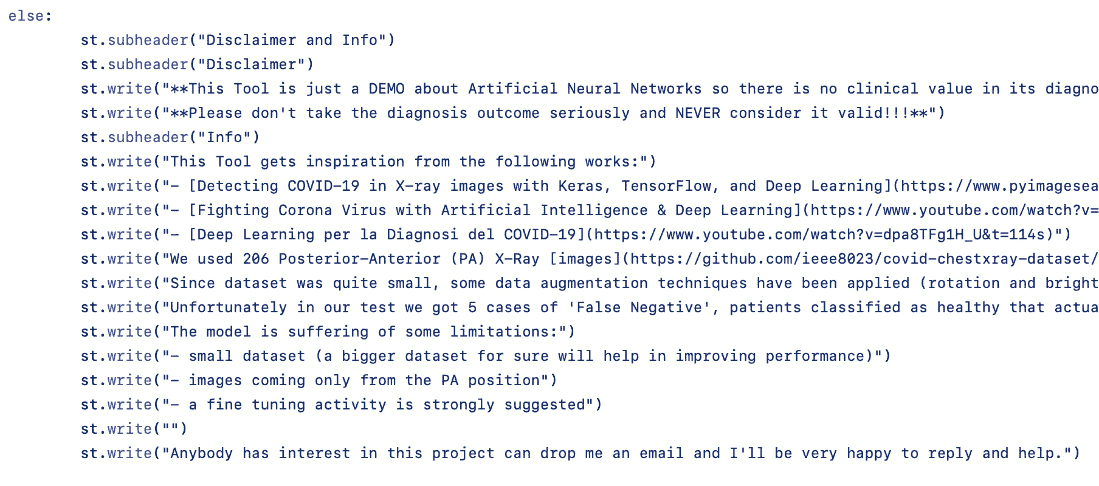 else:
st.subheader("Disclaimer and Info")
st.subheader("Disclaimer")
st.write("**This Tool is just a DEMO about Artificial Neural Networks so there is no clinical value in its diagno
st.write("**Please don't take the diagnosis outcome seriously and NEVER consider it valid!!!**")
st.subheader("Info")
st.write("This Tool gets inspiration from the following works:")
st.write("- [Detecting COVID-19 in X-ray images with Keras, TensorFlow, and Deep Learning](https://www.pyimagesea
st.write("- [Fighting Corona Virus with Artificial Intelligence & Deep Learning](https://www.youtube.com/watch?v=
st.write("- [Deep Learning per la Diagnosi del COVID-19](https://www.youtube.com/watch?v=dpa8TFg1H_U&t=114s)")
st.write("We used 206 Posterior-Anterior (PA) X-Ray [images](https://github.com/ieee8023/covid-chestxray-dataset/
st.write("Since dataset was quite small, some data augmentation techniques have been applied (rotation and bright
st.write("Unfortunately in our test we got 5 cases of 'False Negative', patients classified as healthy that actua
st.write("The model is suffering of some limitations:")
st.write("- small dataset (a bigger dataset for sure will help in improving performance)")
st.write("- images coming only from the PA position")
st.write("- a fine tuning activity is strongly suggested")
st.write("")
st.write("Anybody has interest in this project can drop me an email and I'll be very happy to reply and help.")